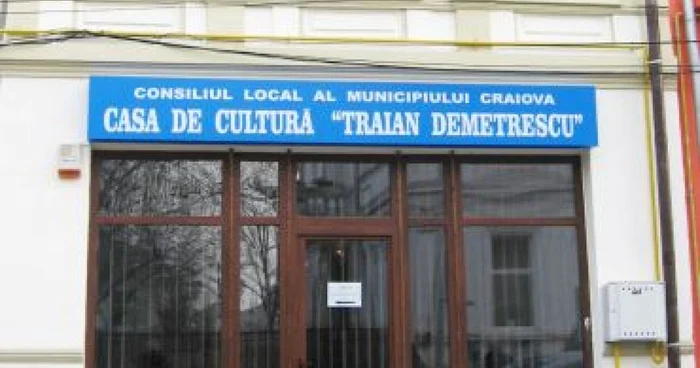 CONSILIUL LOCAL AL MUNICIPIULUI CRAIOVA
CASA DE CULTURĂ "TRAIAN DEMETRESCU"